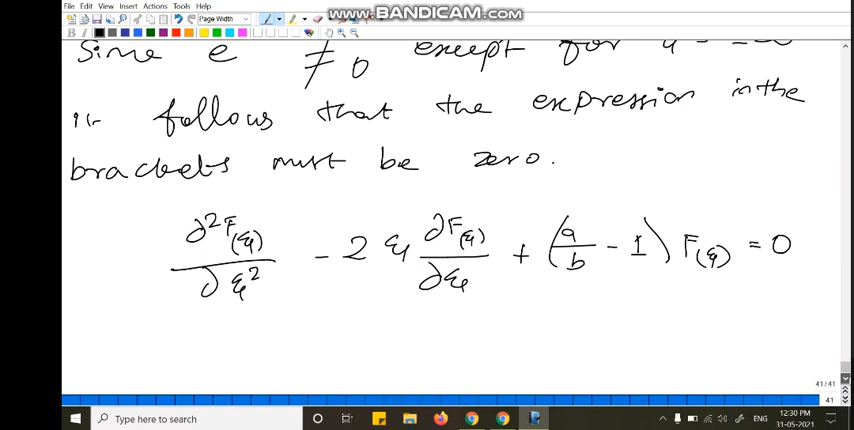 File Edit View Insert Actions Tools Help
www.BANDICAM.com
Page Width
B I
Since e ≠ 0 except for
follows that the expression in the
brackets must be zero.
∂²F(ξ)/∂ξ² - 2ξ ∂F(ξ)/∂ξ + (a/b - 1) F(ξ) = 0
41/41
41
Type here to search
ENG
12:30 PM
31-05-2021